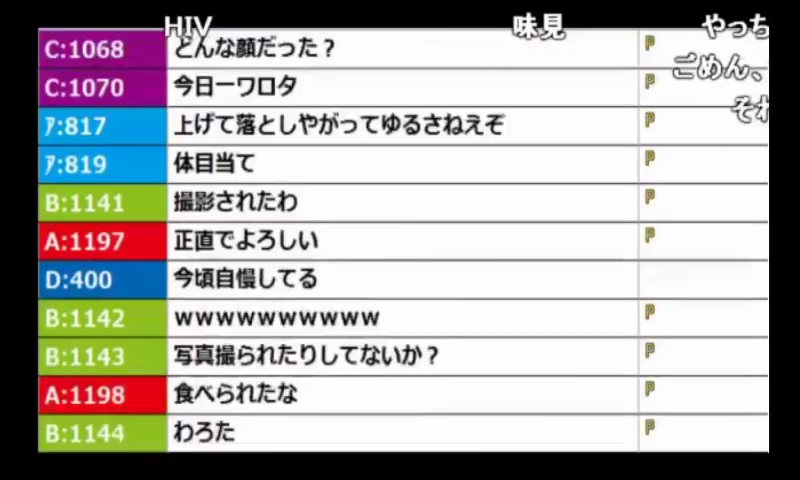 HIV 味見 やっち
C:1068 どんな顔だった？ P
ごめん、
C:1070 今日一ワロタ P
それ
ｱ:817 上げて落としやがってゆるさねえぞ P
ｱ:819 体目当て P
B:1141 撮影されたわ P
A:1197 正直でよろしい P
D:400 今頃自慢してる
B:1142 wwwwwwwwww P
B:1143 写真撮られたりしてないか？ P
A:1198 食べられたな P
B:1144 わろた P